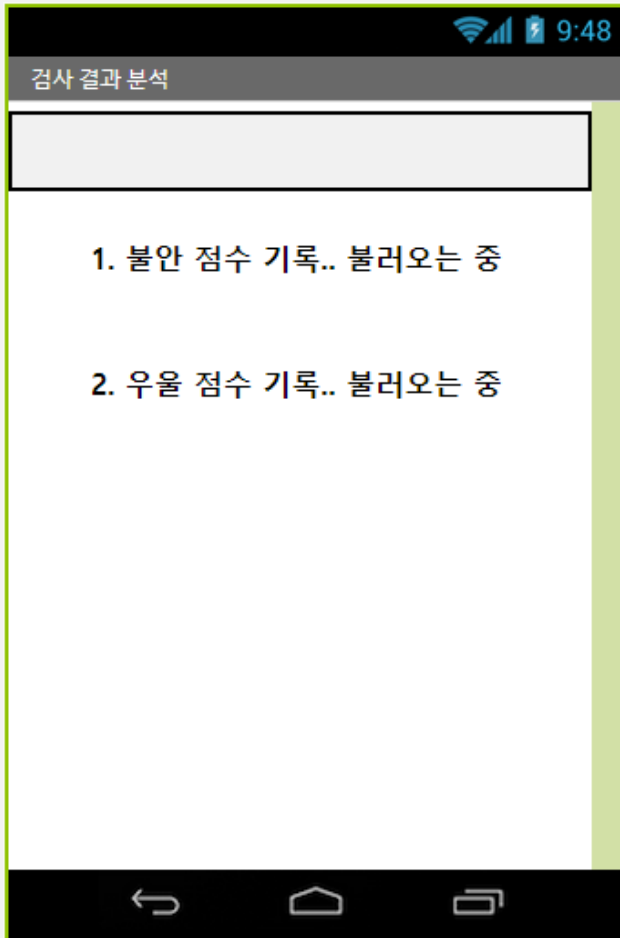 9:48
검사 결과 분석
1. 불안 점수 기록.. 불러오는 중
2. 우울 점수 기록.. 불러오는 중